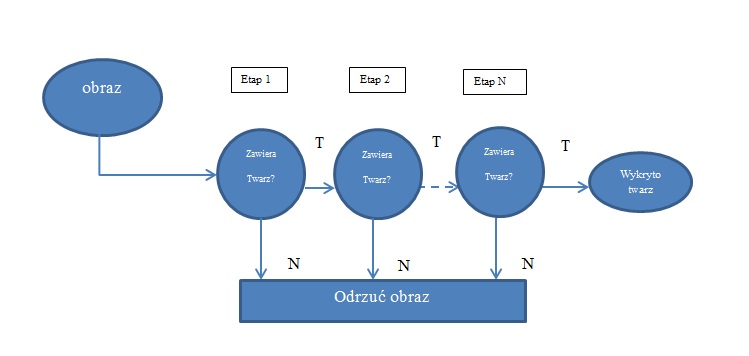 obraz
Etap 1
Etap 2
Etap N
Zawiera
Twarz?
T
Zawiera
Twarz?
T
Zawiera
Twarz?
T
Wykryto
twarz
N
N
N
Odrzuć obraz